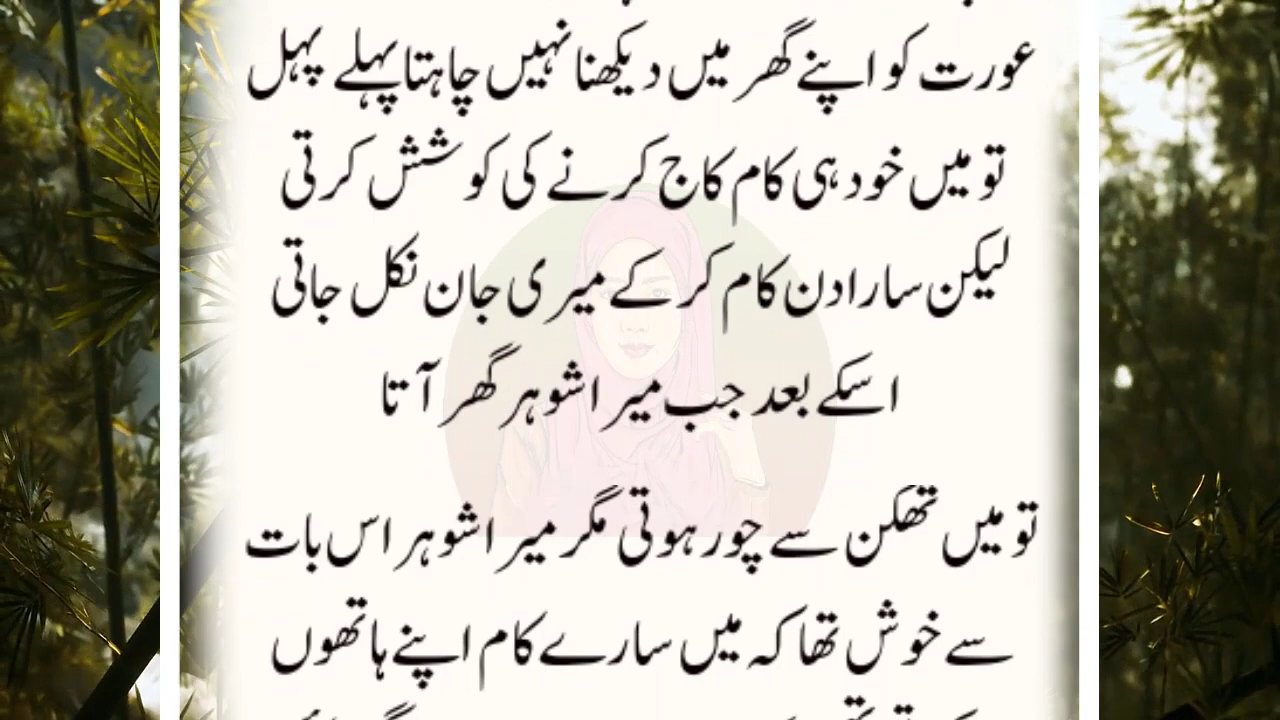 عورت کو اپنے گھر میں دیکھنا نہیں چاہتا پہلے پہل
تو میں خود ہی کام کاج کرنے کی کوشش کرتی
لیکن سارا دن کام کر کے میری جان نکل جاتی
اسکے بعد جب میرا شوہر گھر آتا
تو میں تھکن سے چور ہوتی مگر میرا شوہر اس بات
سے خوش تھا کہ میں سارے کام اپنے ہاتھوں